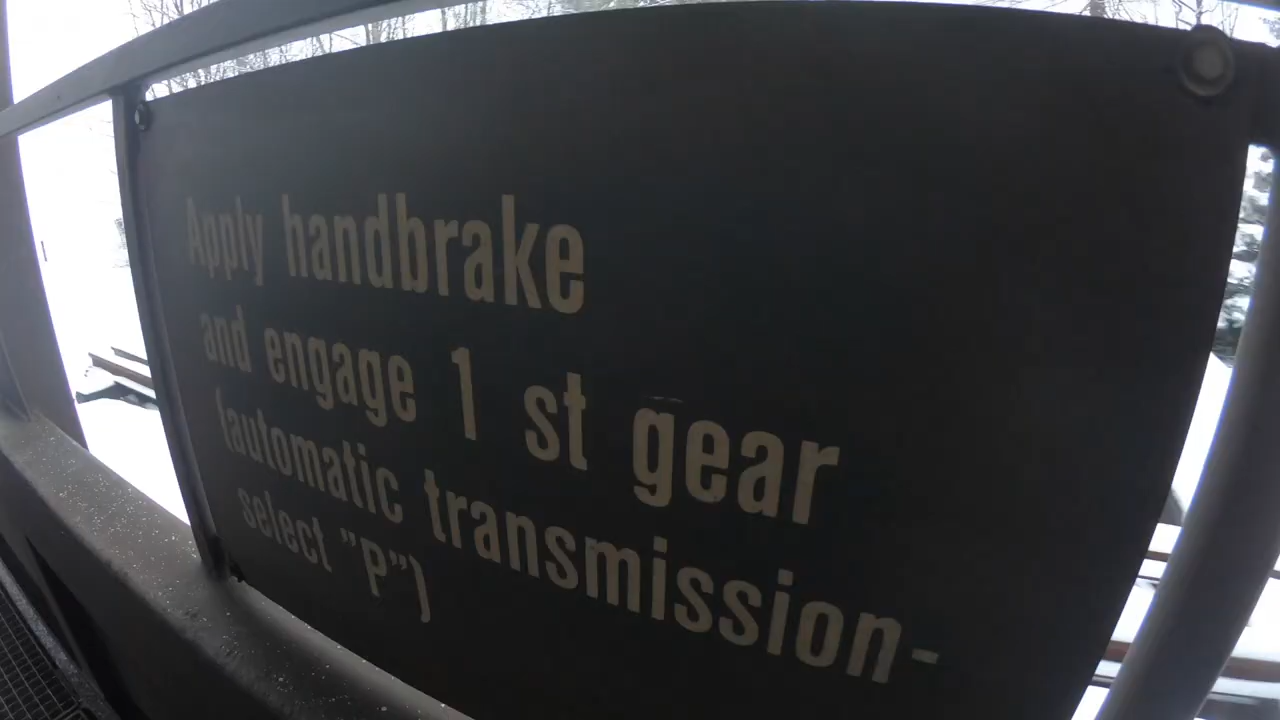 Apply handbrake
and engage 1 st gear
(automatic transmission-
select "P")